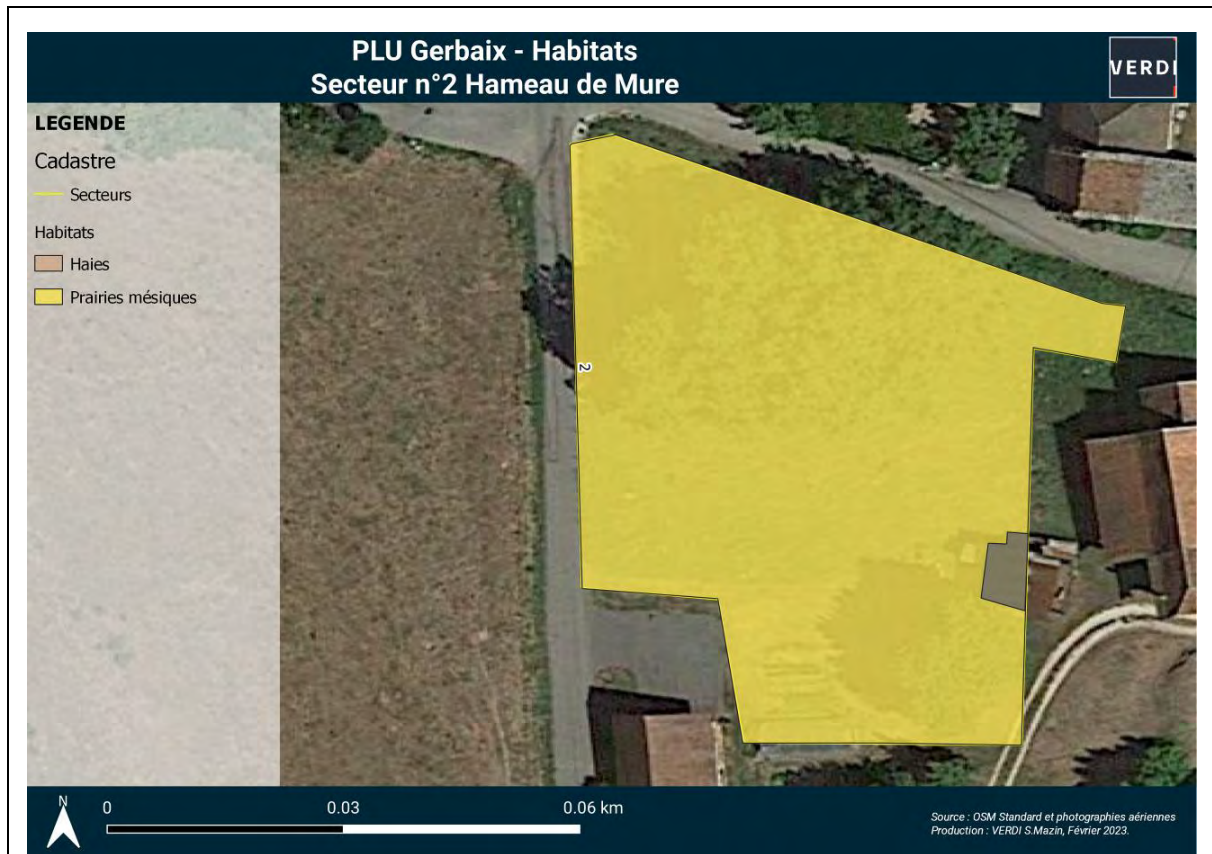 PLU Gerbaix - Habitats
Secteur n°2 Hameau de Mure
VERDI
LEGENDE
Cadastre
Secteurs
Habitats
Haies
Prairies mésiques
2
N
0 0.03 0.06 km
Source : OSM Standard et photographies aériennes
Production : VERDI S.Mazin, Février 2023.